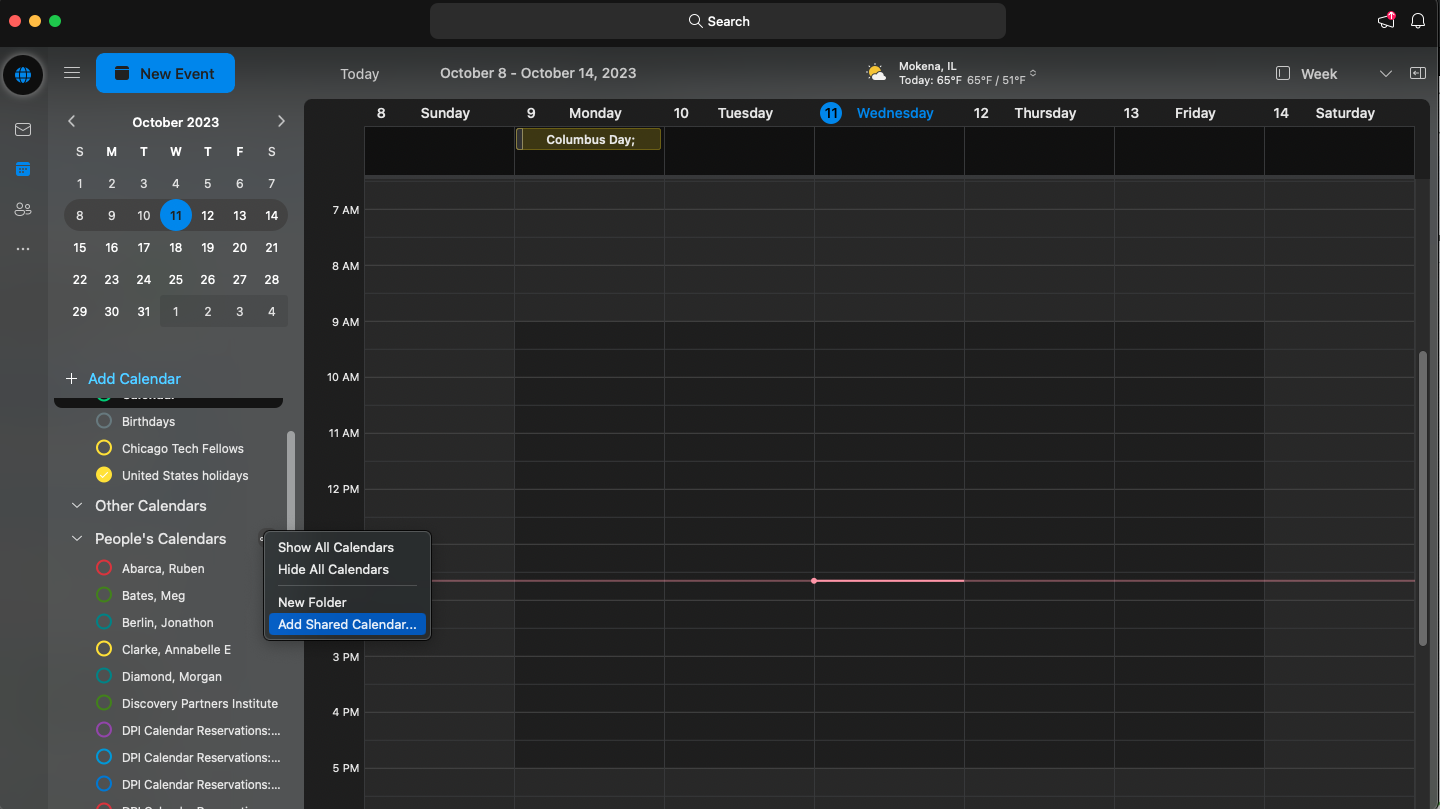 Search
New Event
Today
October 8 - October 14, 2023
Mokena, IL
Today: 65°F 65°F / 51°F
Week
October 2023
S M T W T F S
1 2 3 4 5 6 7
8 9 10 11 12 13 14
15 16 17 18 19 20 21
22 23 24 25 26 27 28
29 30 31 1 2 3 4
Add Calendar
Calendar
Birthdays
Chicago Tech Fellows
United States holidays
Other Calendars
People's Calendars
Abarca, Ruben
Bates, Meg
Berlin, Jonathon
Clarke, Annabelle E
Diamond, Morgan
Discovery Partners Institute
DPI Calendar Reservations:...
DPI Calendar Reservations:...
DPI Calendar Reservations:...
Show All Calendars
Hide All Calendars
New Folder
Add Shared Calendar...
8 Sunday 9 Monday 10 Tuesday 11 Wednesday 12 Thursday 13 Friday 14 Saturday
Columbus Day;
7 AM
8 AM
9 AM
10 AM
11 AM
12 PM
3 PM
4 PM
5 PM